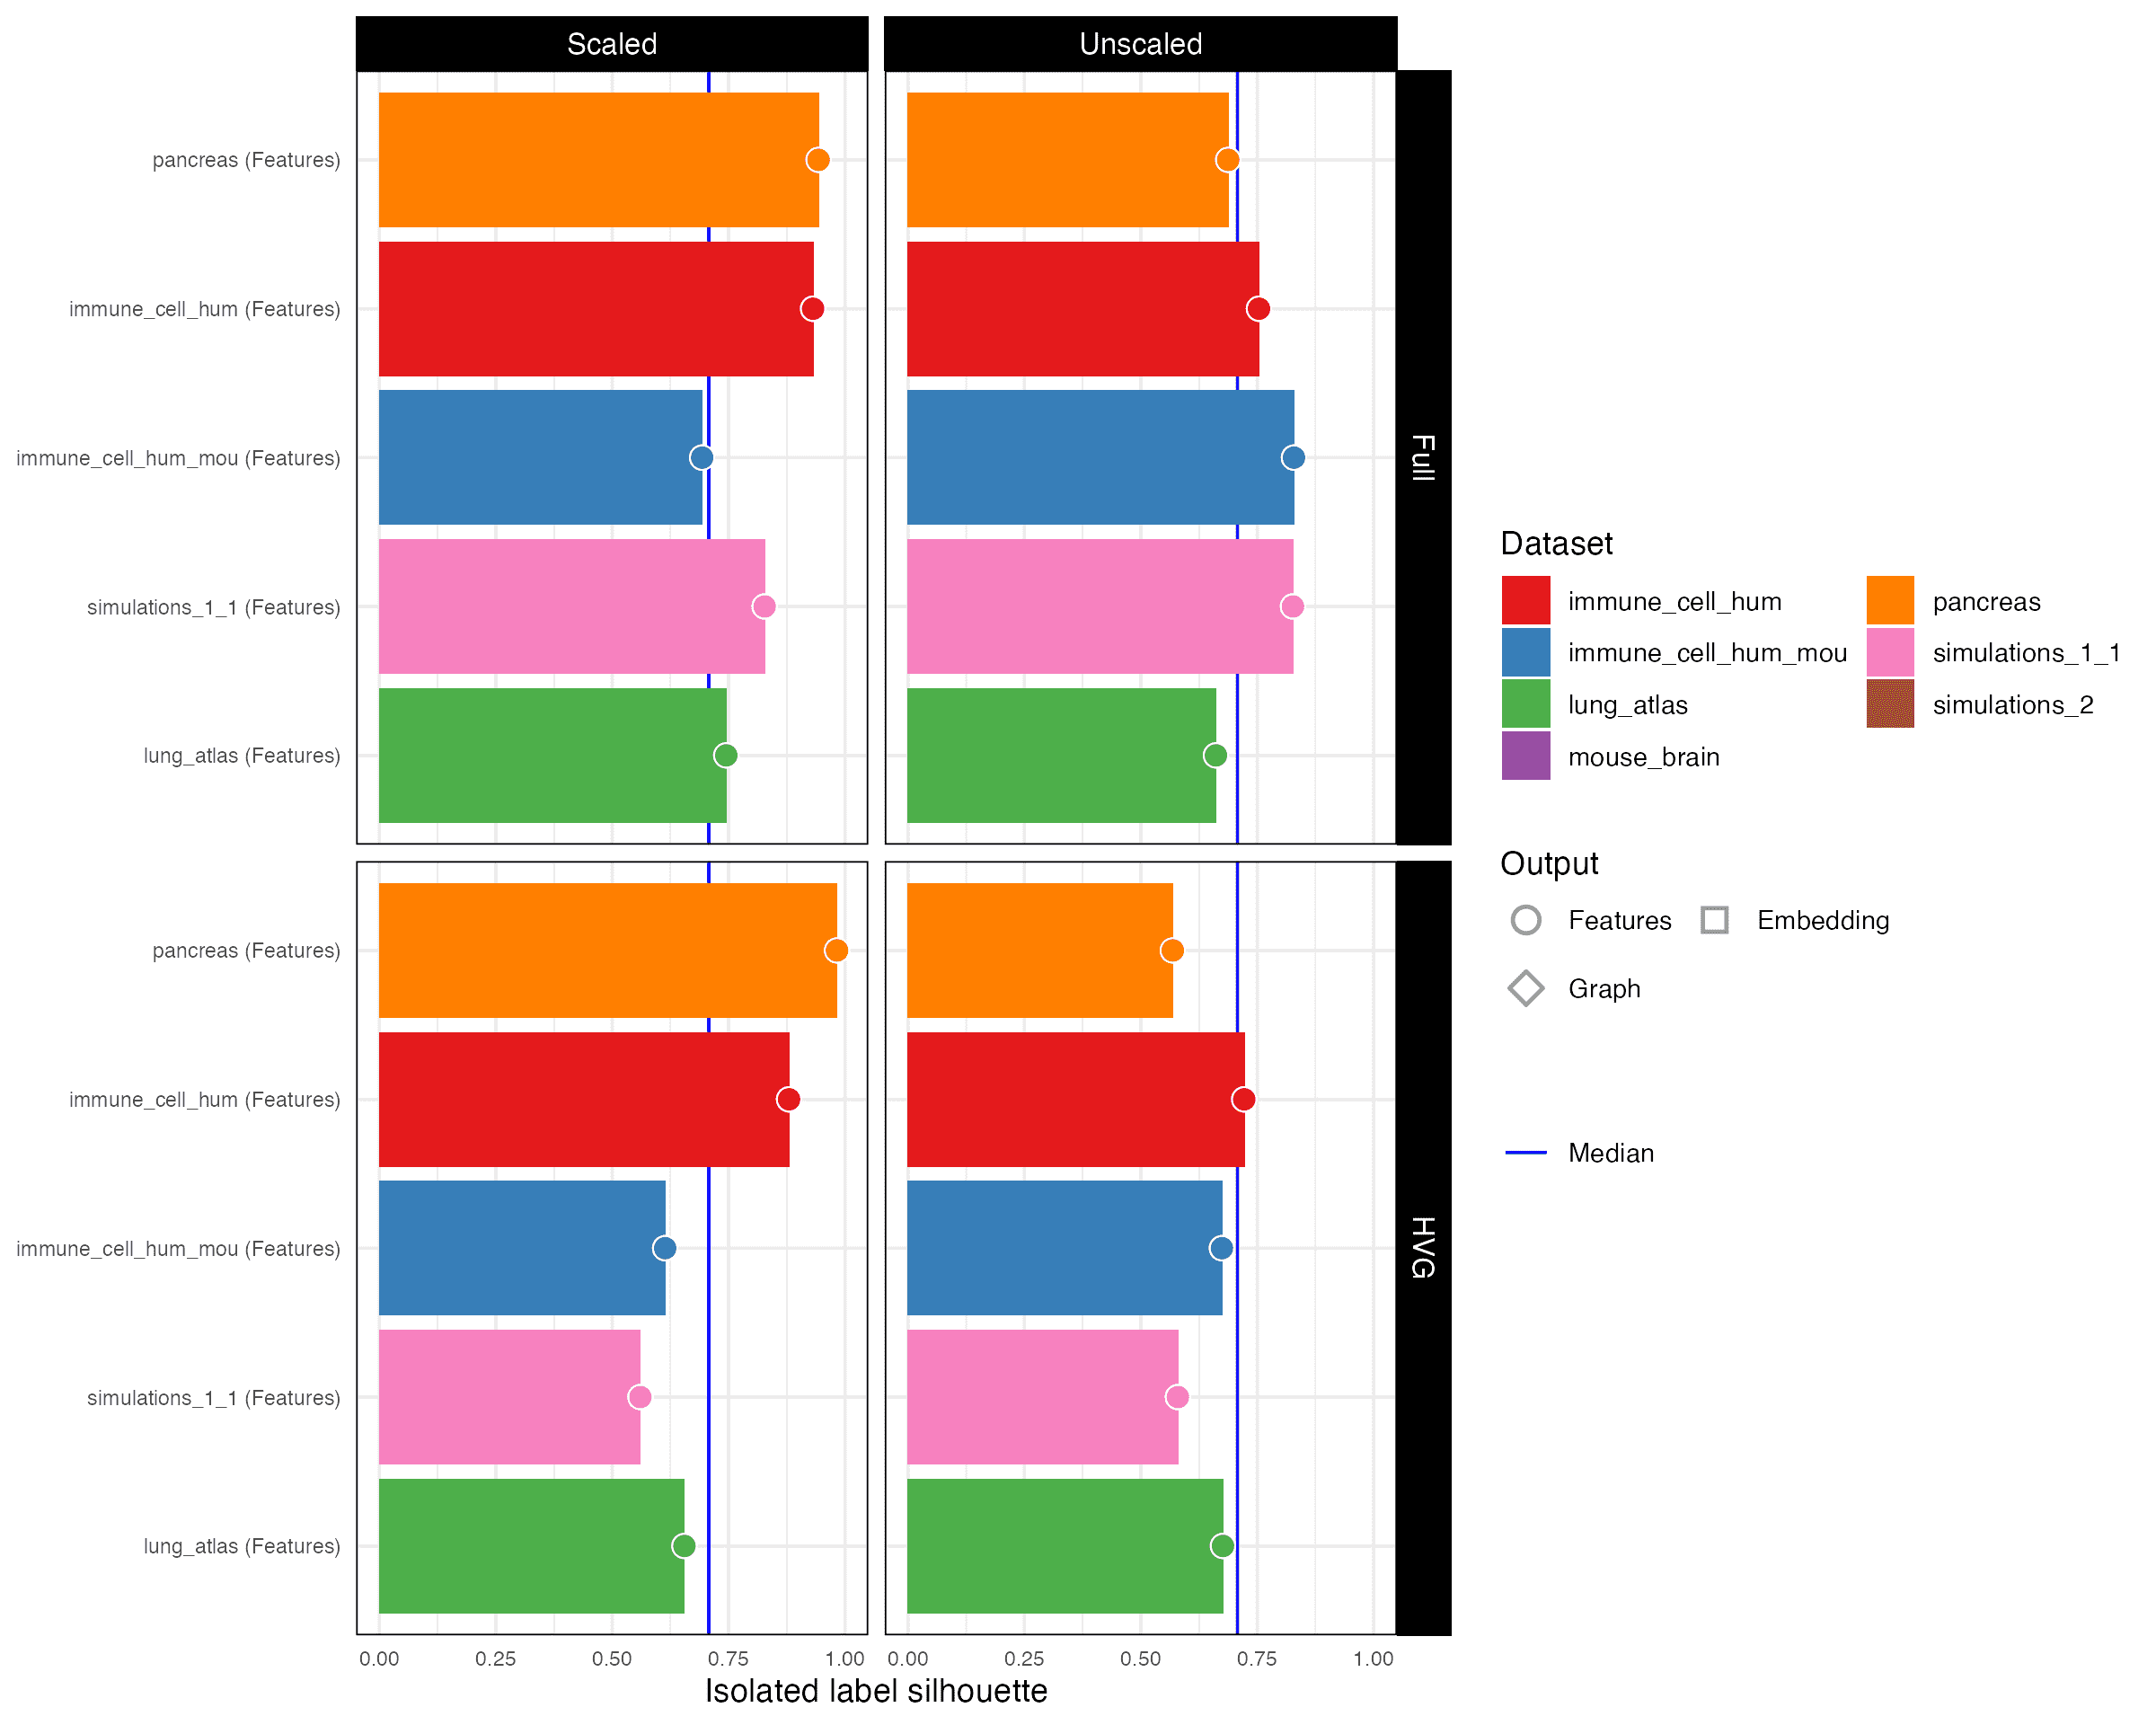 Scaled
Unscaled
pancreas (Features)
immune_cell_hum (Features)
immune_cell_hum_mou (Features)
simulations_1_1 (Features)
lung_atlas (Features)
Full
pancreas (Features)
immune_cell_hum (Features)
immune_cell_hum_mou (Features)
simulations_1_1 (Features)
lung_atlas (Features)
HVG
0.00 0.25 0.50 0.75 1.00 0.00 0.25 0.50 0.75 1.00
Isolated label silhouette
Dataset
immune_cell_hum
immune_cell_hum_mou
lung_atlas
mouse_brain
pancreas
simulations_1_1
simulations_2
Output
Features Embedding
Graph
Median